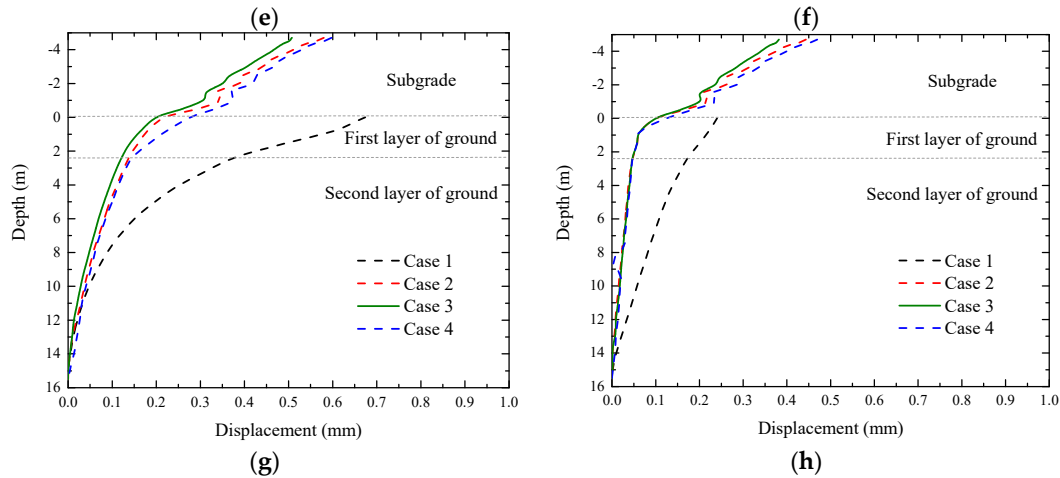 (e)
(f)
-4
-2
0
2
4
6
8
10
12
14
16
Depth (m)
Subgrade
First layer of ground
Second layer of ground
Case 1
Case 2
Case 3
Case 4
0.0 0.1 0.2 0.3 0.4 0.5 0.6 0.7 0.8 0.9 1.0
Displacement (mm)
-4
-2
0
2
4
6
8
10
12
14
16
Depth (m)
Subgrade
First layer of ground
Second layer of ground
Case 1
Case 2
Case 3
Case 4
0.0 0.1 0.2 0.3 0.4 0.5 0.6 0.7 0.8 0.9 1.0
Displacement (mm)
(g)
(h)